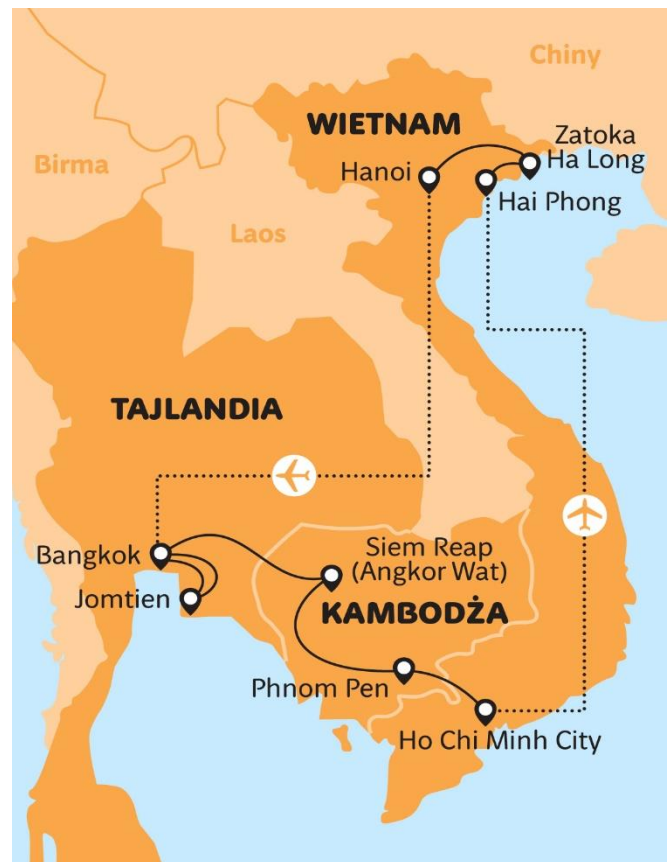 Chiny
WIETNAM
Zatoka
Ha Long
Birma
Hanoi
Hai Phong
Laos
TAJLANDIA
Bangkok
Siem Reap
(Angkor Wat)
Jomtien
KAMBODŻA
Phnom Pen
Ho Chi Minh City